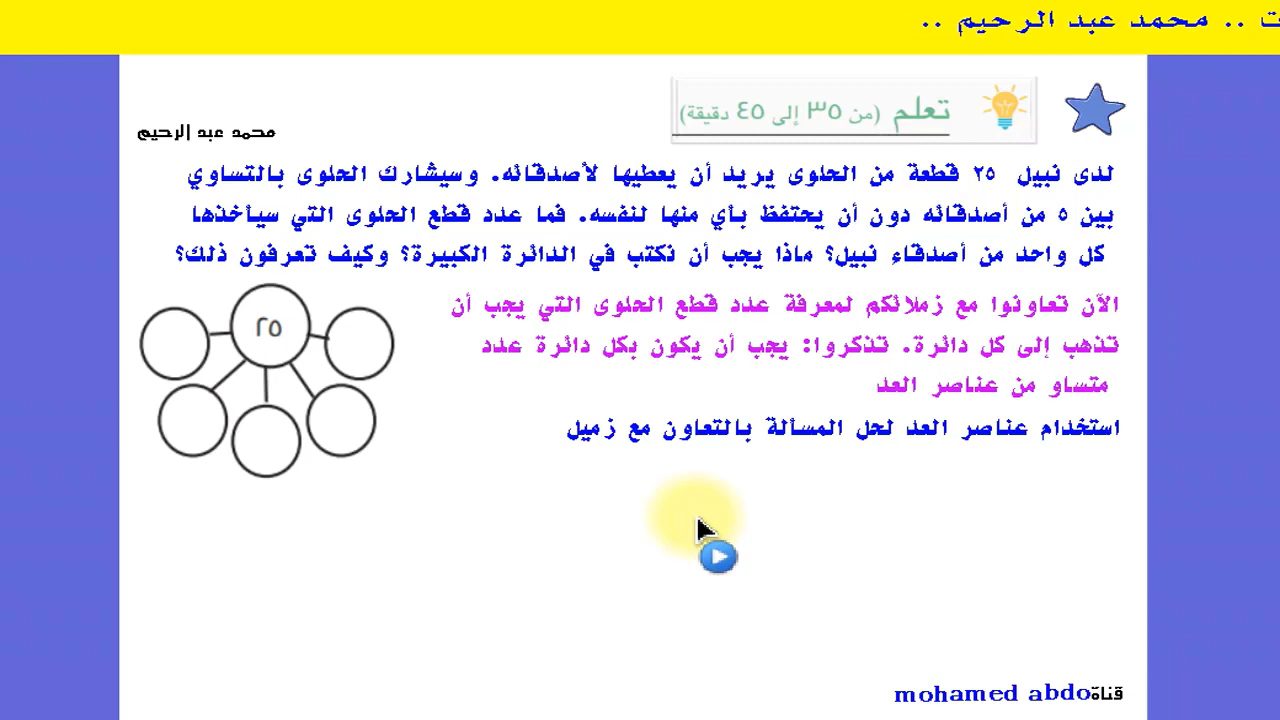 ت .. محمد عبد الرحيم ..
تعلم (من ٣٥ إلى ٤٥ دقيقة)
محمد عبد الرحيم
لدى نبيل ٢٥ قطعة من الحلوى يريد أن يعطيها لأصدقائه. وسيشارك الحلوى بالتساوي
بين ٥ من أصدقائه دون أن يحتفظ بأي منها لنفسه. فما عدد قطع الحلوى التي سيأخذها
كل واحد من أصدقاء نبيل؟ ماذا يجب أن نكتب في الدائرة الكبيرة؟ وكيف تعرفون ذلك؟
الآن تعاونوا مع زملائكم لمعرفة عدد قطع الحلوى التي يجب أن
تذهب إلى كل دائرة. تذكروا: يجب أن يكون بكل دائرة عدد
متساو من عناصر العد
استخدام عناصر العد لحل المسألة بالتعاون مع زميل
٢٥
قناة mohamed abdo